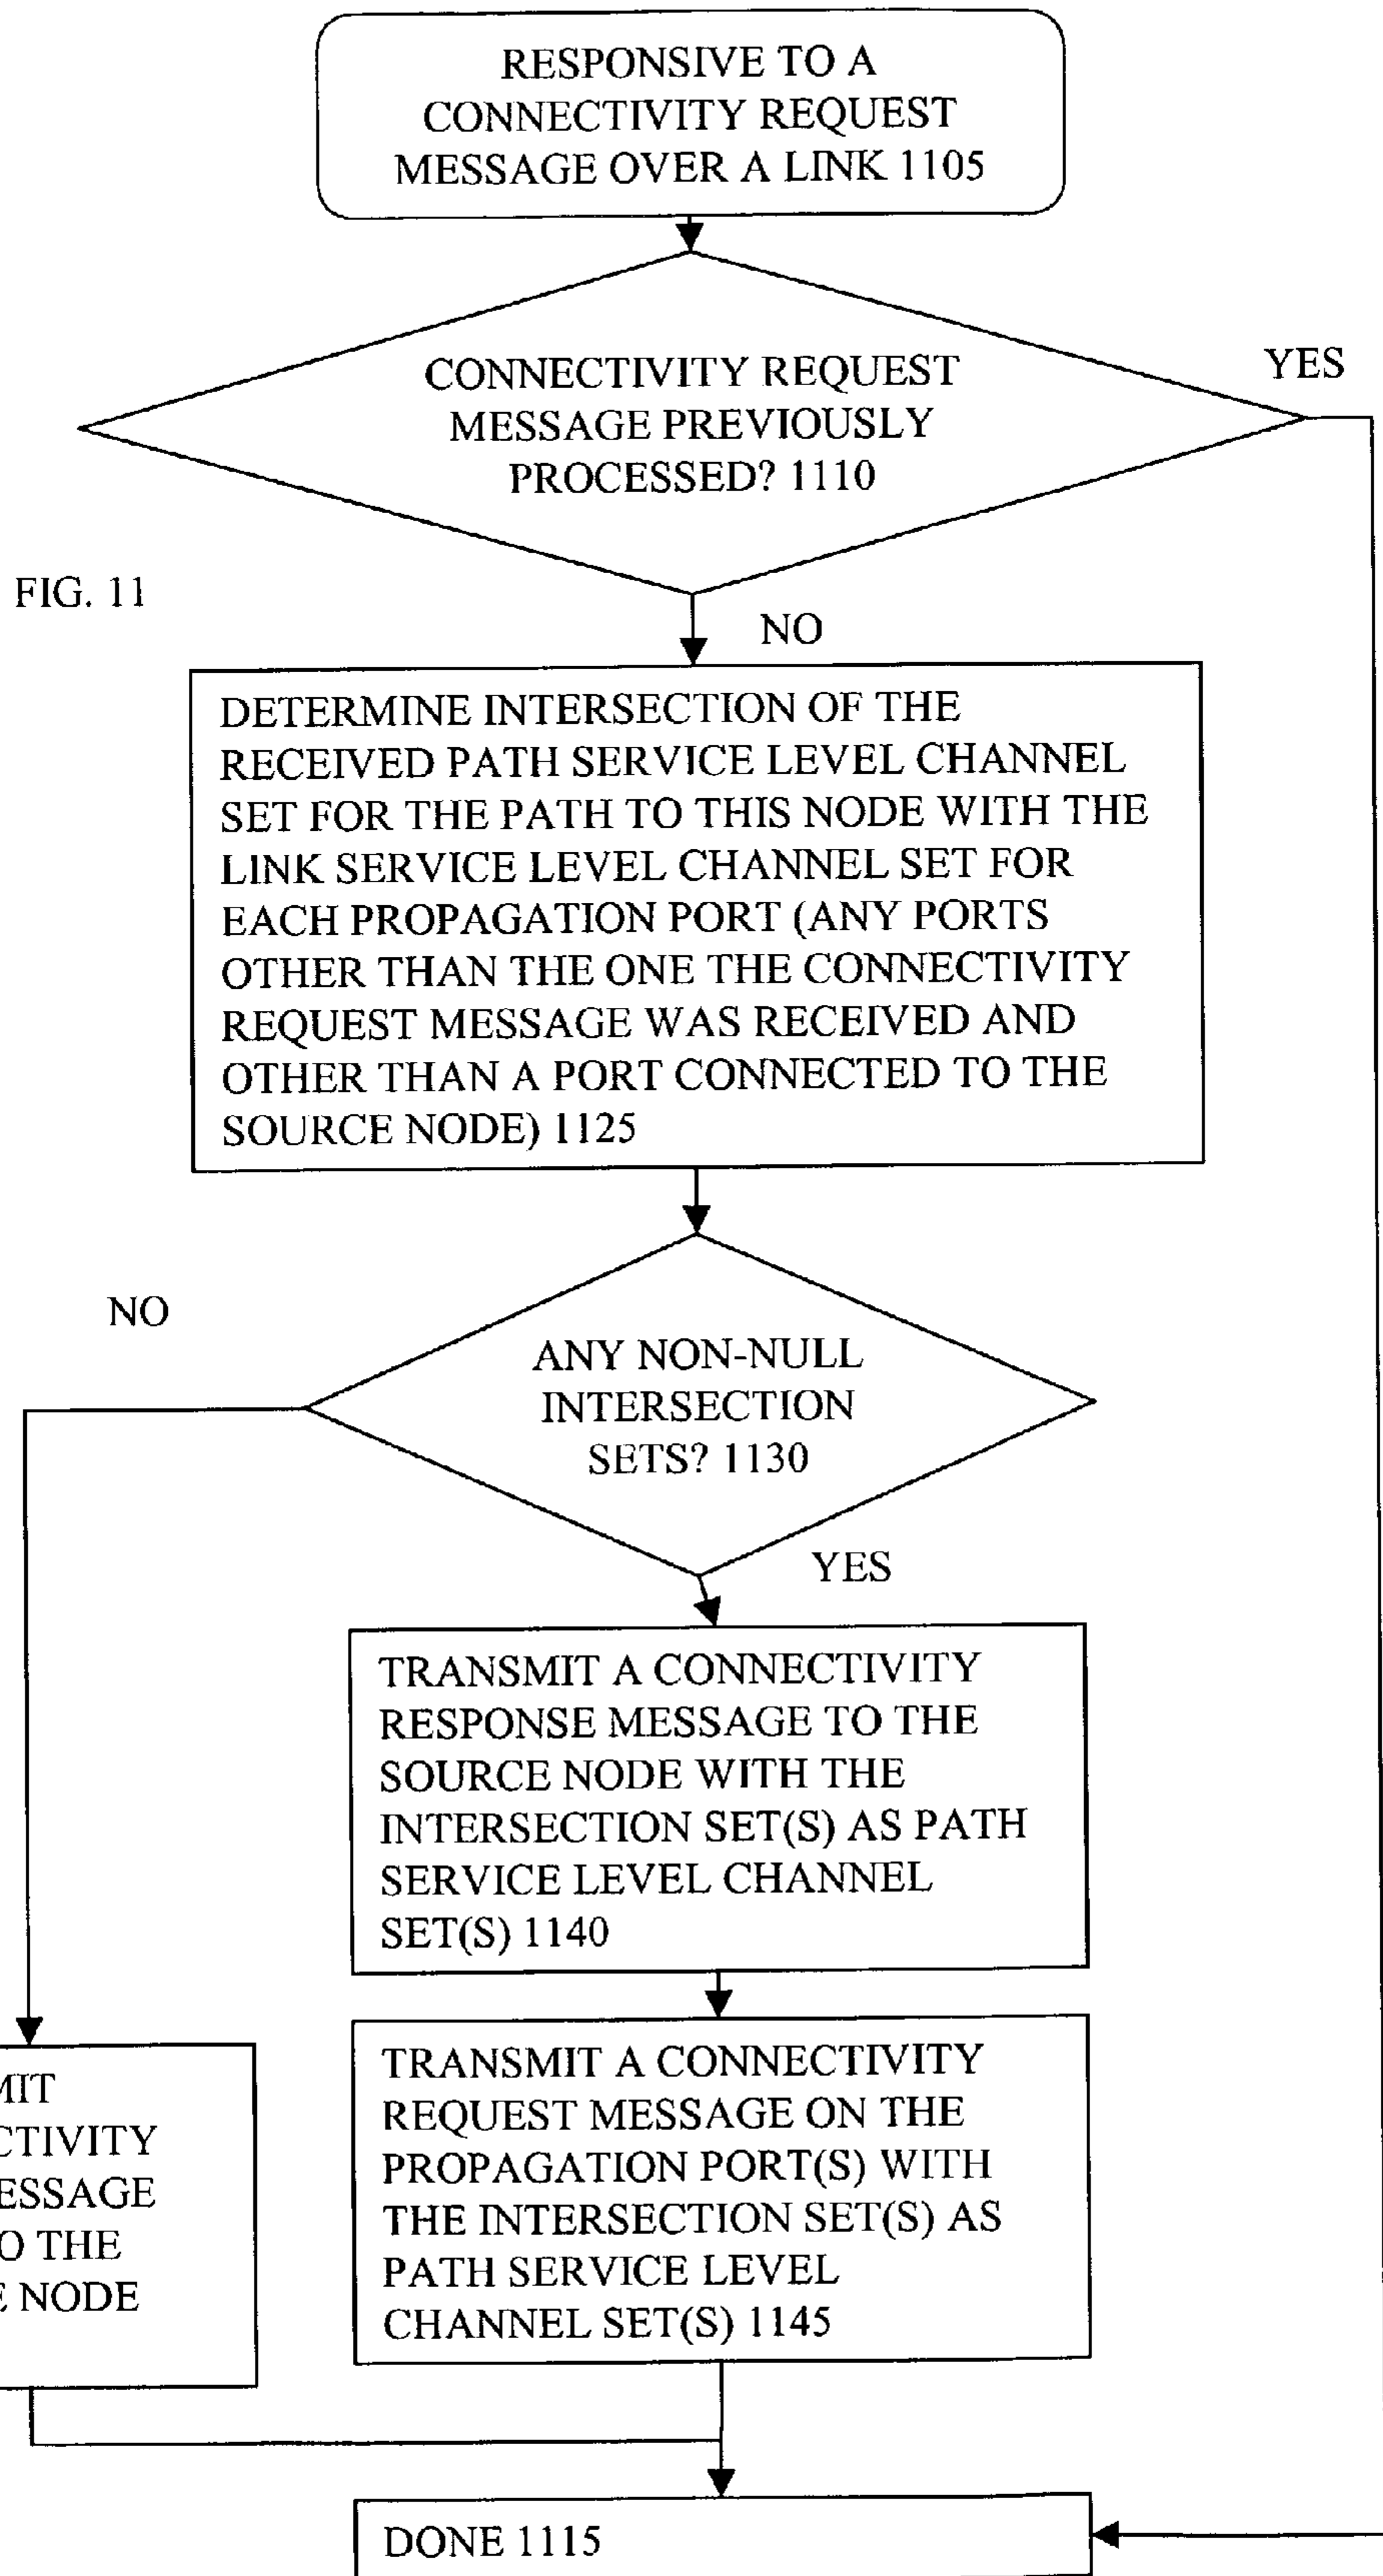 RESPONSIVE TO A
CONNECTIVITY REQUEST
MESSAGE OVER A LINK 1105
CONNECTIVITY REQUEST
MESSAGE PREVIOUSLY
PROCESSED? 1110
YES
FIG. 11
NO
DETERMINE INTERSECTION OF THE
RECEIVED PATH SERVICE LEVEL CHANNEL
SET FOR THE PATH TO THIS NODE WITH THE
LINK SERVICE LEVEL CHANNEL SET FOR
EACH PROPAGATION PORT (ANY PORTS
OTHER THAN THE ONE THE CONNECTIVITY
REQUEST MESSAGE WAS RECEIVED AND
OTHER THAN A PORT CONNECTED TO THE
SOURCE NODE) 1125
NO
ANY NON-NULL
INTERSECTION
SETS? 1130
YES
TRANSMIT A CONNECTIVITY
RESPONSE MESSAGE TO THE
SOURCE NODE WITH THE
INTERSECTION SET(S) AS PATH
SERVICE LEVEL CHANNEL
SET(S) 1140
MIT
CTIVITY
ESSAGE
O THE
E NODE
TRANSMIT A CONNECTIVITY
REQUEST MESSAGE ON THE
PROPAGATION PORT(S) WITH
THE INTERSECTION SET(S) AS
PATH SERVICE LEVEL
CHANNEL SET(S) 1145
DONE 1115